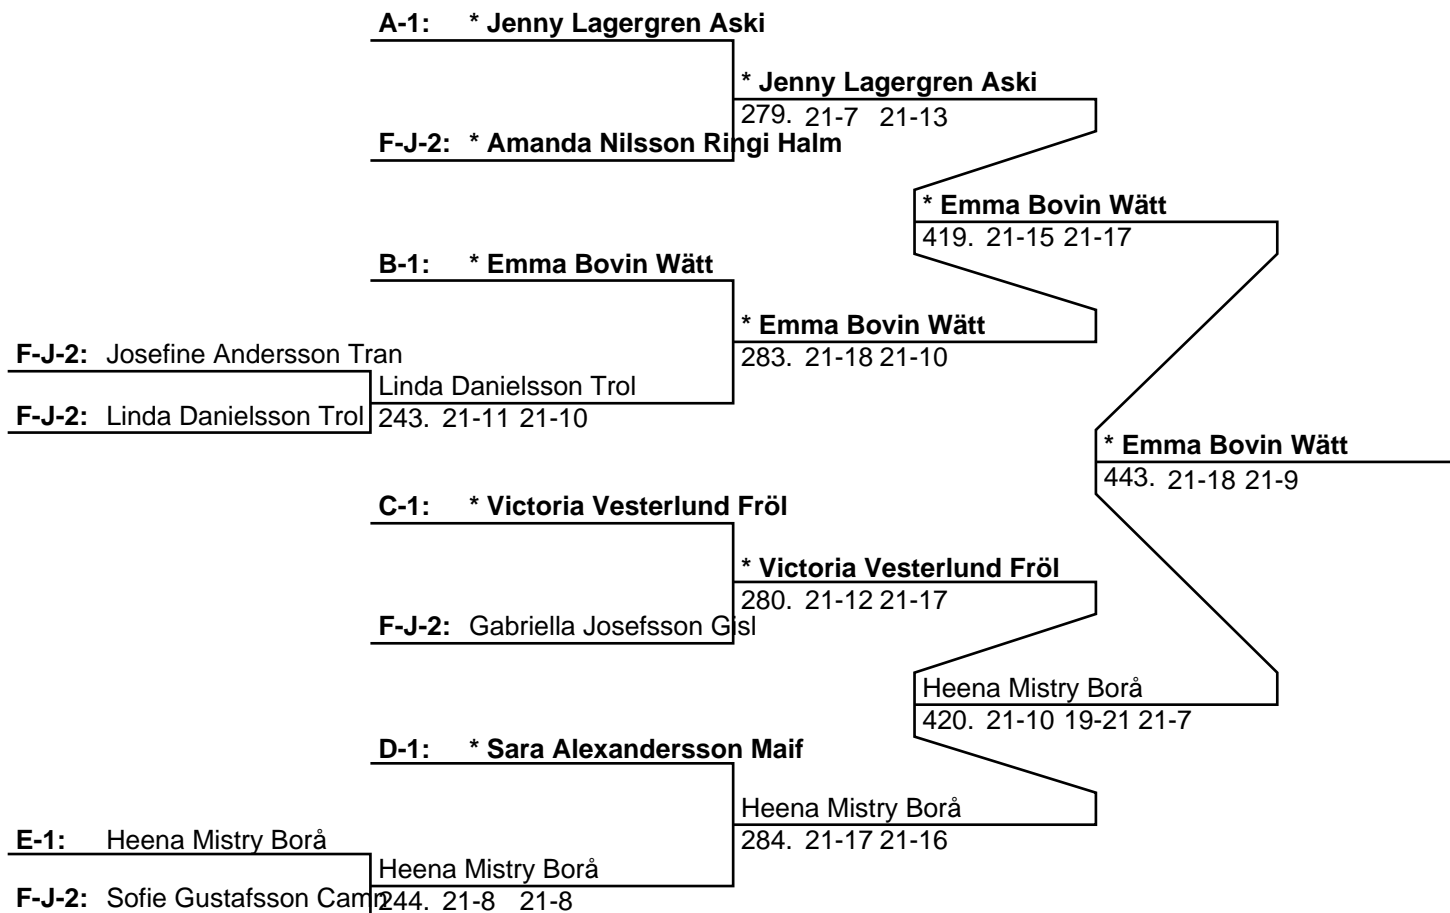 A-1: * Jenny Lagergren Aski
* Jenny Lagergren Aski
279. 21-7 21-13
F-J-2: * Amanda Nilsson Ringi Halm
* Emma Bovin Wätt
419. 21-15 21-17
B-1: * Emma Bovin Wätt
* Emma Bovin Wätt
283. 21-18 21-10
F-J-2: Josefine Andersson Tran
Linda Danielsson Trol
243. 21-11 21-10
F-J-2: Linda Danielsson Trol
* Emma Bovin Wätt
443. 21-18 21-9
C-1: * Victoria Vesterlund Fröl
* Victoria Vesterlund Fröl
280. 21-12 21-17
F-J-2: Gabriella Josefsson Gisl
Heena Mistry Borå
420. 21-10 19-21 21-7
D-1: * Sara Alexandersson Maif
Heena Mistry Borå
284. 21-17 21-16
E-1: Heena Mistry Borå
Heena Mistry Borå
244. 21-8 21-8
F-J-2: Sofie Gustafsson Camn